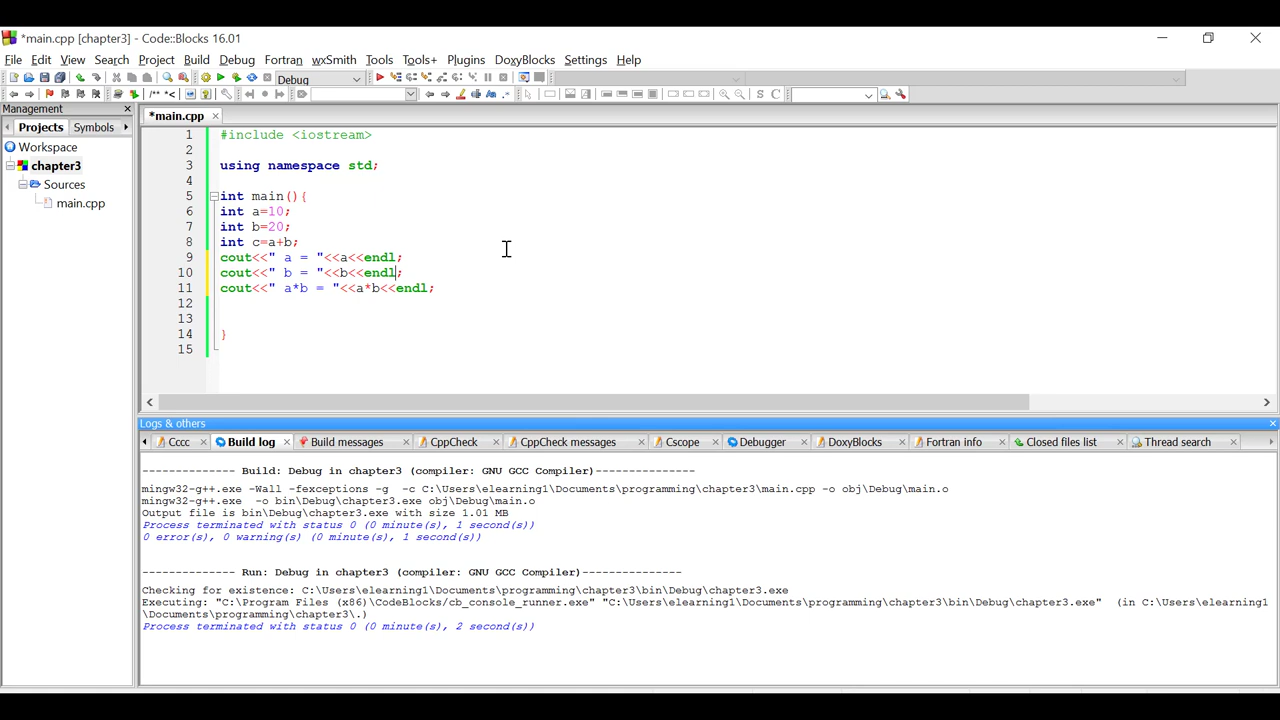 *main.cpp [chapter3] - Code::Blocks 16.01
File Edit View Search Project Build Debug Fortran wxSmith Tools Tools+ Plugins DoxyBlocks Settings Help
Debug
Management
Projects Symbols
Workspace
chapter3
Sources
main.cpp
*main.cpp
1 #include <iostream>
2
3 using namespace std;
4
5 int main(){
6 int a=10;
7 int b=20;
8 int c=a+b;
9 cout<<" a = "<<a<<endl;
10 cout<<" b = "<<b<<endl;
11 cout<<" a*b = "<<a*b<<endl;
12
13
14 }
15
Logs & others
Cccc Build log Build messages CppCheck CppCheck messages Cscope Debugger DoxyBlocks Fortran info Closed files list Thread search
-------------- Build: Debug in chapter3 (compiler: GNU GCC Compiler)---------------
mingw32-g++.exe -Wall -fexceptions -g -c C:\Users\elearning1\Documents\programming\chapter3\main.cpp -o obj\Debug\main.o
mingw32-g++.exe -o bin\Debug\chapter3.exe obj\Debug\main.o
Output file is bin\Debug\chapter3.exe with size 1.01 MB
Process terminated with status 0 (0 minute(s), 1 second(s))
0 error(s), 0 warning(s) (0 minute(s), 1 second(s))
-------------- Run: Debug in chapter3 (compiler: GNU GCC Compiler)---------------
Checking for existence: C:\Users\elearning1\Documents\programming\chapter3\bin\Debug\chapter3.exe
Executing: "C:\Program Files (x86)\CodeBlocks/cb_console_runner.exe" "C:\Users\elearning1\Documents\programming\chapter3\bin\Debug\chapter3.exe" (in C:\Users\elearning1
\Documents\programming\chapter3\.)
Process terminated with status 0 (0 minute(s), 2 second(s))